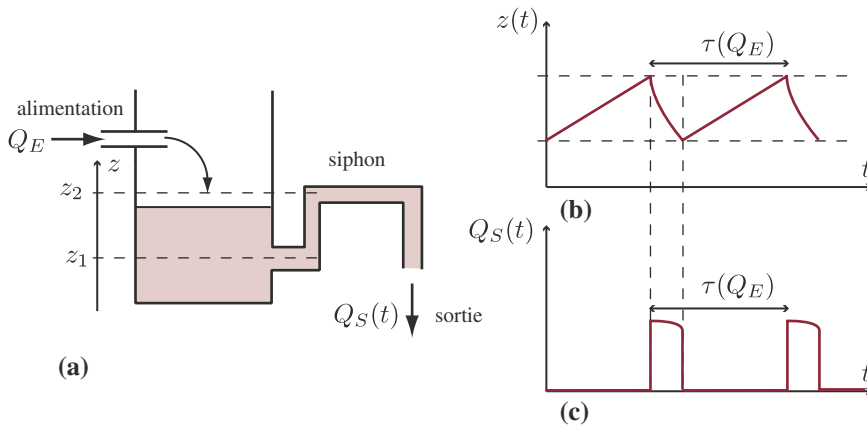 alimentation
Q_E
z
z_2
z_1
siphon
Q_S(t)
sortie
(a)
z(t)
τ(Q_E)
t
(b)
Q_S(t)
τ(Q_E)
t
(c)